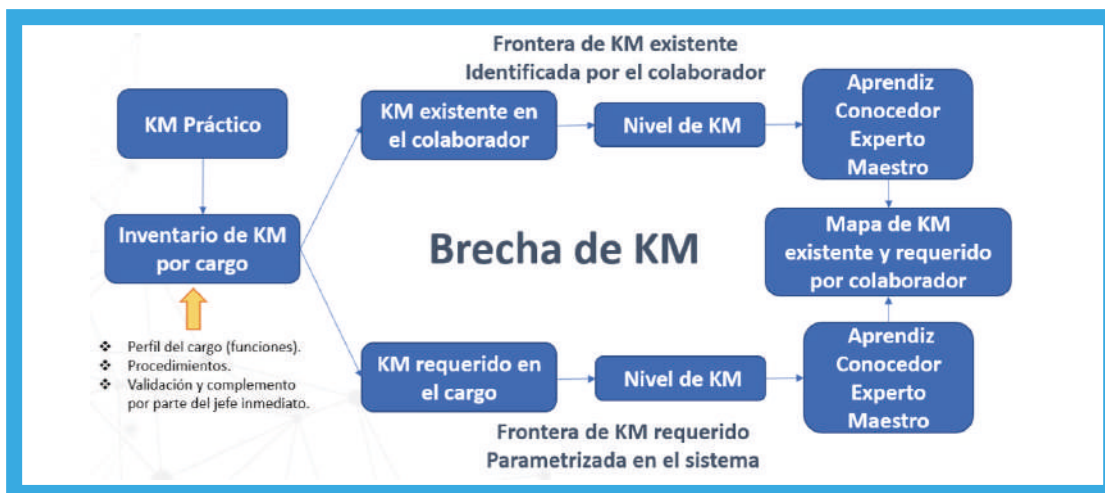 Frontera de KM existente
Identificada por el colaborador
KM Práctico
KM existente en
el colaborador
Nivel de KM
Aprendiz
Conocedor
Experto
Maestro
Inventario de KM
por cargo
Brecha de KM
Mapa de KM
existente y requerido
por colaborador
❖ Perfil del cargo (funciones).
❖ Procedimientos.
❖ Validación y complemento
por parte del jefe inmediato.
KM requerido en
el cargo
Nivel de KM
Aprendiz
Conocedor
Experto
Maestro
Frontera de KM requerido
Parametrizada en el sistema